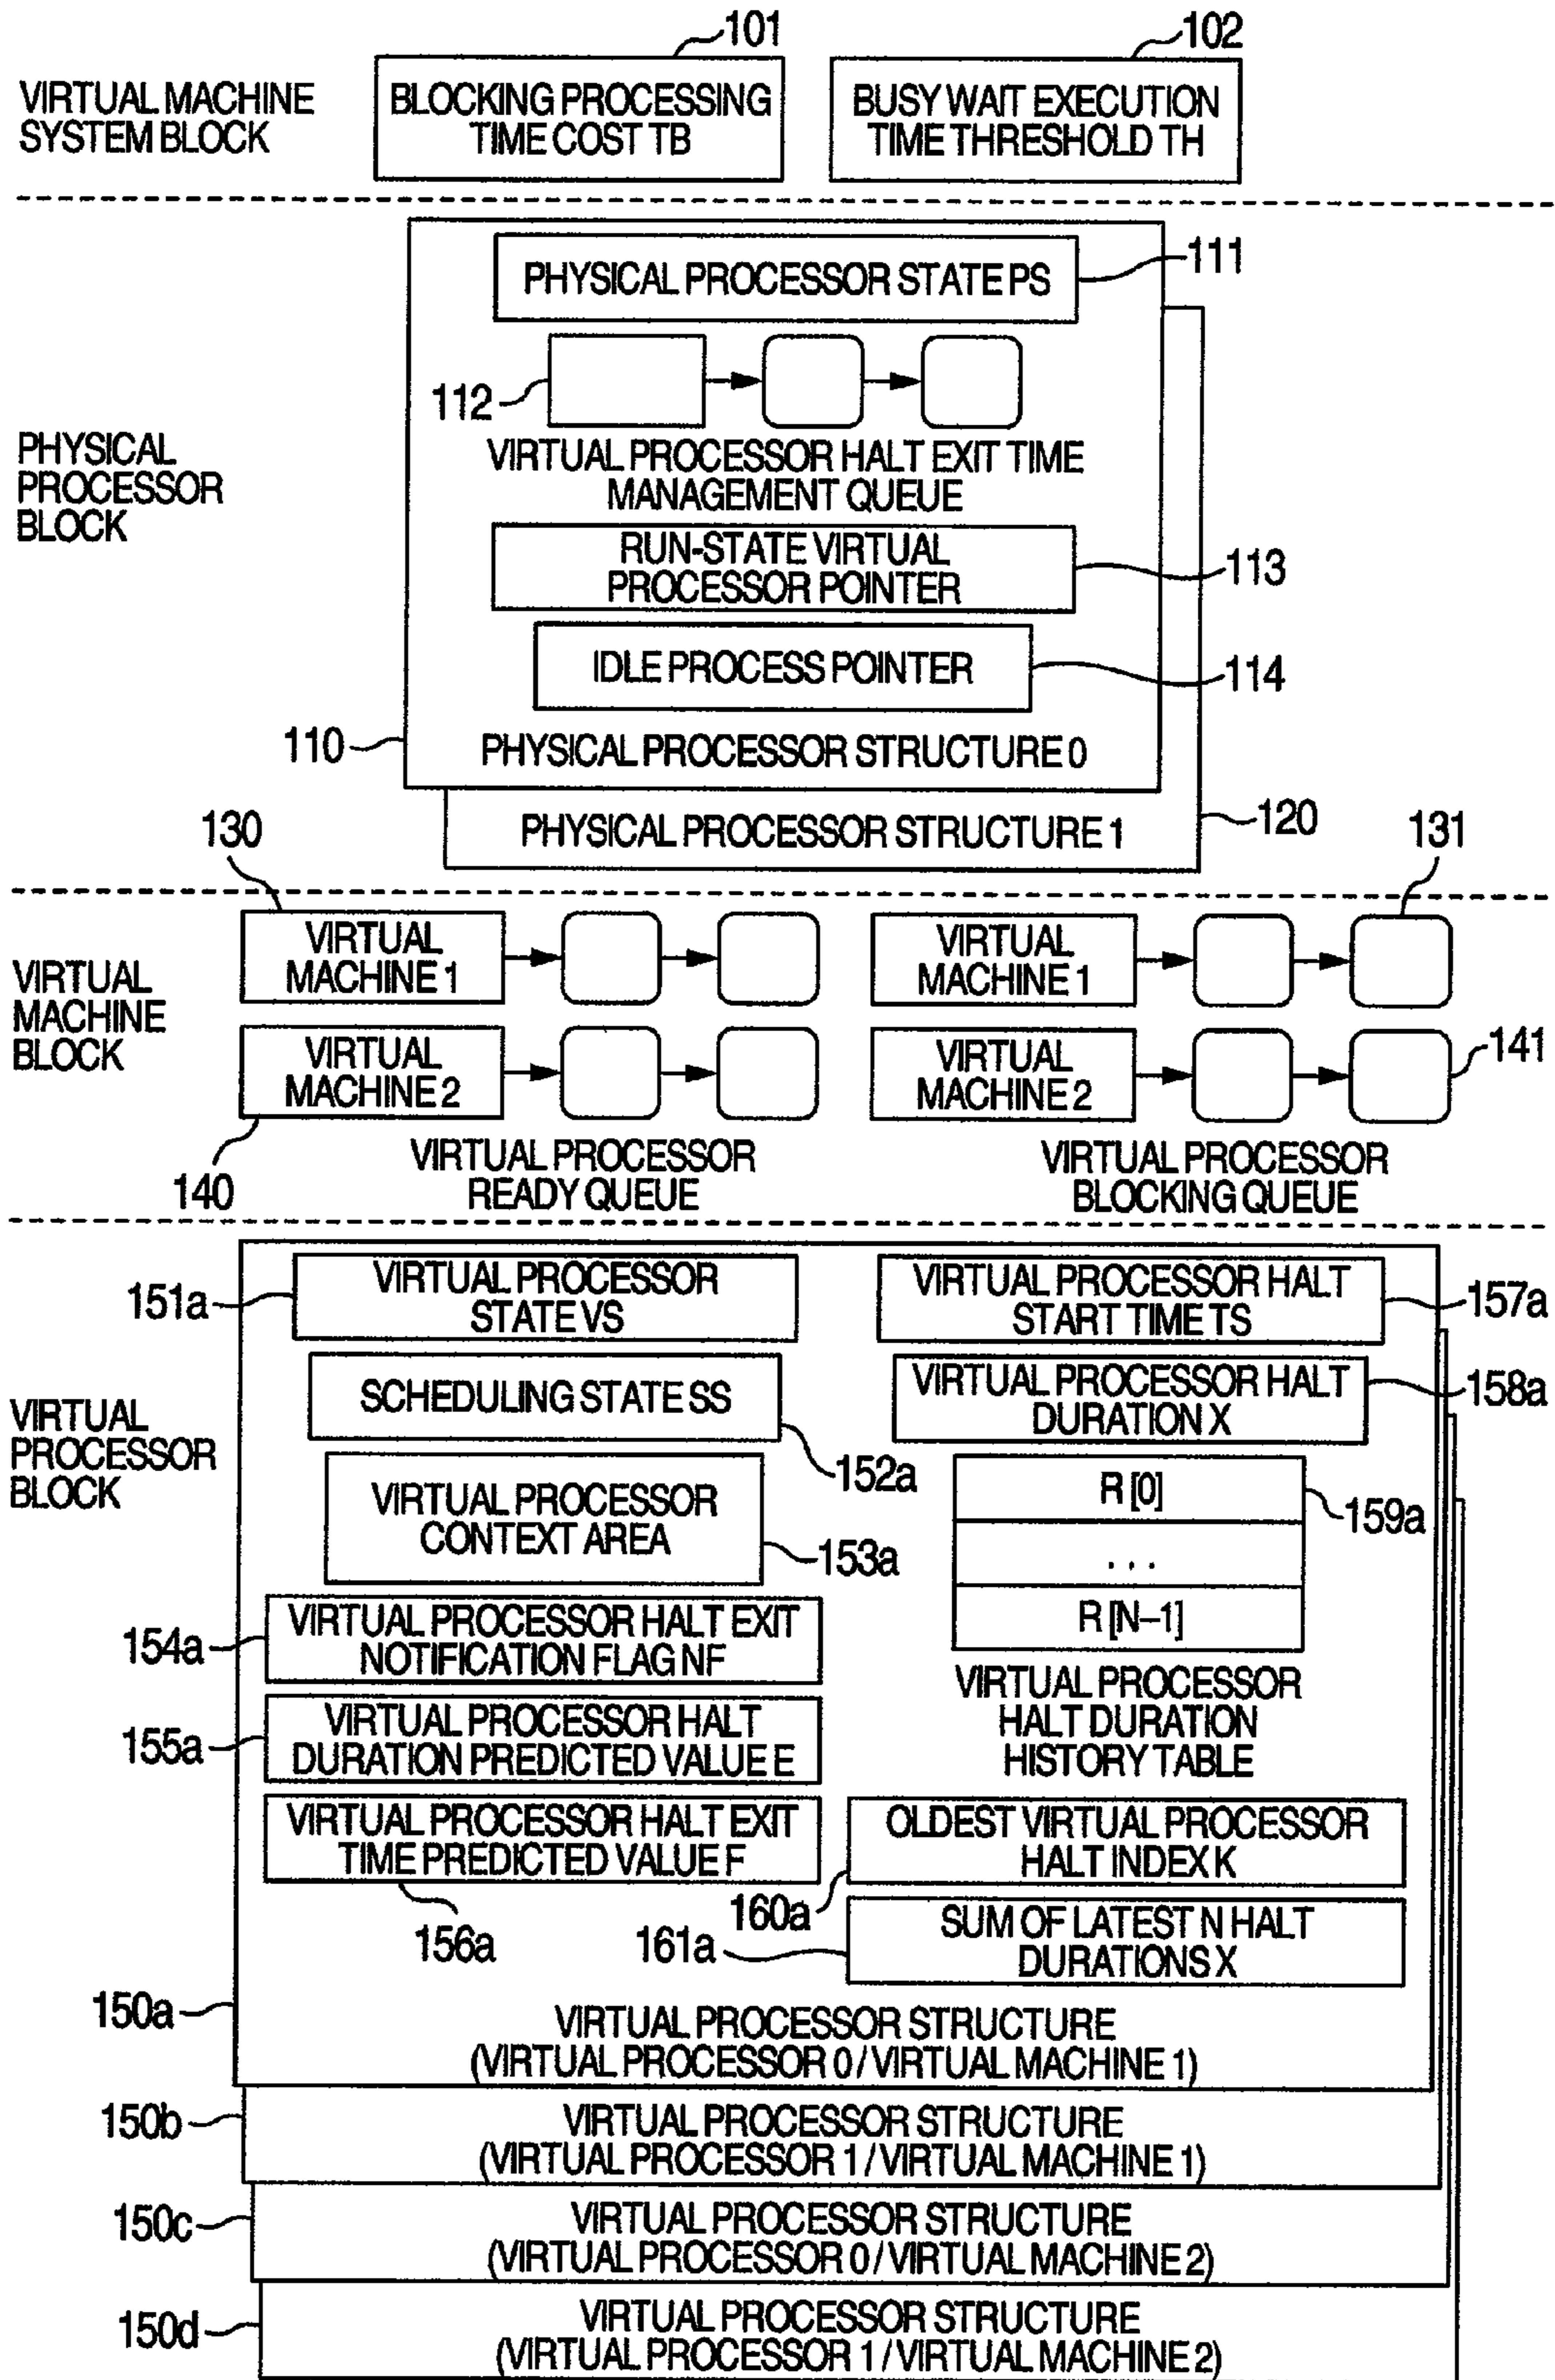 101
102
VIRTUAL MACHINE
SYSTEM BLOCK
BLOCKING PROCESSING
TIME COST TB
BUSY WAIT EXECUTION
TIME THRESHOLD TH
PHYSICAL
PROCESSOR
BLOCK
PHYSICAL PROCESSOR STATE PS
111
112
VIRTUAL PROCESSOR HALT EXIT TIME
MANAGEMENT QUEUE
RUN-STATE VIRTUAL
PROCESSOR POINTER
113
IDLE PROCESS POINTER
114
110
PHYSICAL PROCESSOR STRUCTURE 0
PHYSICAL PROCESSOR STRUCTURE 1
120
130
131
VIRTUAL
MACHINE
BLOCK
VIRTUAL
MACHINE 1
VIRTUAL
MACHINE 1
VIRTUAL
MACHINE 2
VIRTUAL
MACHINE 2
141
140
VIRTUAL PROCESSOR
READY QUEUE
VIRTUAL PROCESSOR
BLOCKING QUEUE
VIRTUAL
PROCESSOR
BLOCK
151a
VIRTUAL PROCESSOR
STATE VS
VIRTUAL PROCESSOR HALT
START TIME TS
157a
SCHEDULING STATE SS
152a
VIRTUAL PROCESSOR HALT
DURATION X
158a
VIRTUAL PROCESSOR
CONTEXT AREA
153a
R [0]
. . .
R [N–1]
159a
154a
VIRTUAL PROCESSOR HALT EXIT
NOTIFICATION FLAG NF
VIRTUAL PROCESSOR
HALT DURATION
HISTORY TABLE
155a
VIRTUAL PROCESSOR HALT
DURATION PREDICTED VALUE E
VIRTUAL PROCESSOR HALT EXIT
TIME PREDICTED VALUE F
156a
OLDEST VIRTUAL PROCESSOR
HALT INDEX K
160a
161a
SUM OF LATEST N HALT
DURATIONS X
150a
VIRTUAL PROCESSOR STRUCTURE
(VIRTUAL PROCESSOR 0 / VIRTUAL MACHINE 1)
150b
VIRTUAL PROCESSOR STRUCTURE
(VIRTUAL PROCESSOR 1 / VIRTUAL MACHINE 1)
150c
VIRTUAL PROCESSOR STRUCTURE
(VIRTUAL PROCESSOR 0 / VIRTUAL MACHINE 2)
150d
VIRTUAL PROCESSOR STRUCTURE
(VIRTUAL PROCESSOR 1 / VIRTUAL MACHINE 2)